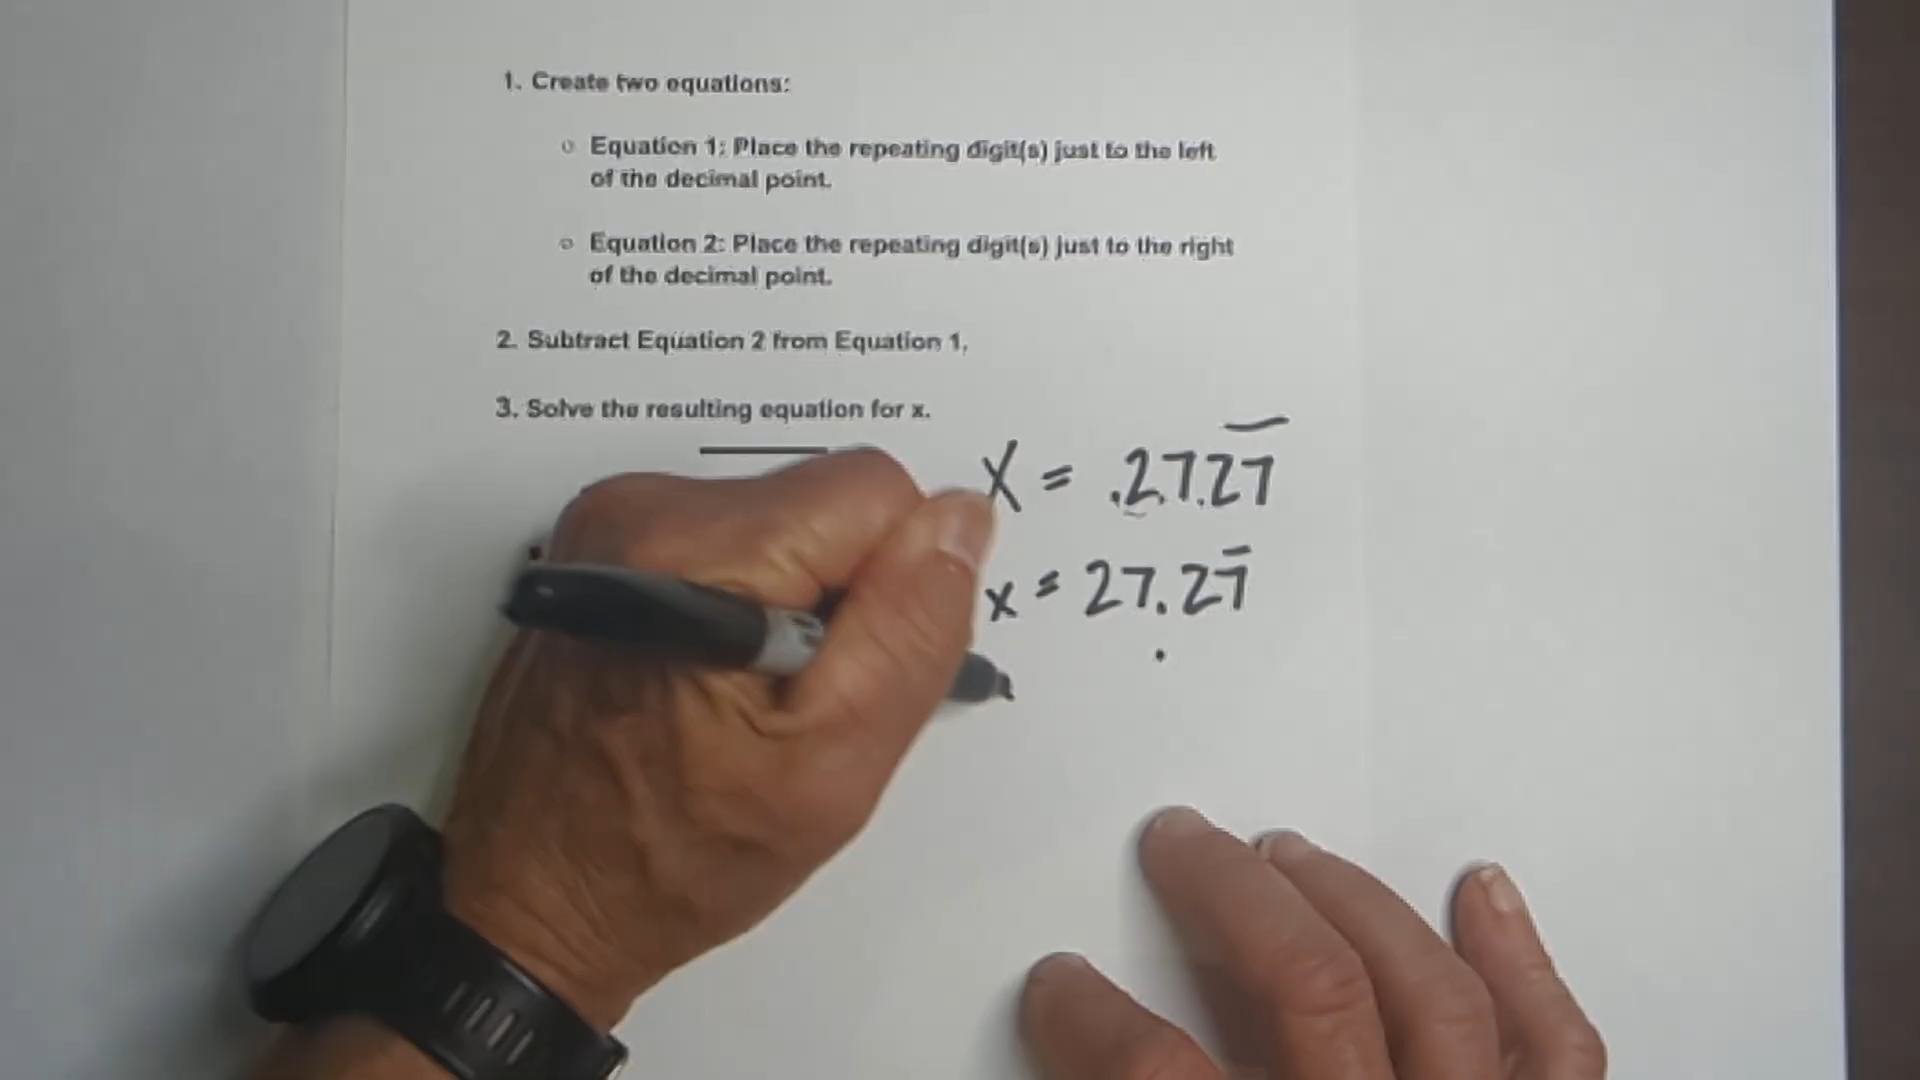 1. Create two equations:
Equation 1: Place the repeating digit(s) just to the left
of the decimal point.
Equation 2: Place the repeating digit(s) just to the right
of the decimal point.
2. Subtract Equation 2 from Equation 1,
3. Solve the resulting equation for x.
X = .2727
x = 27.27